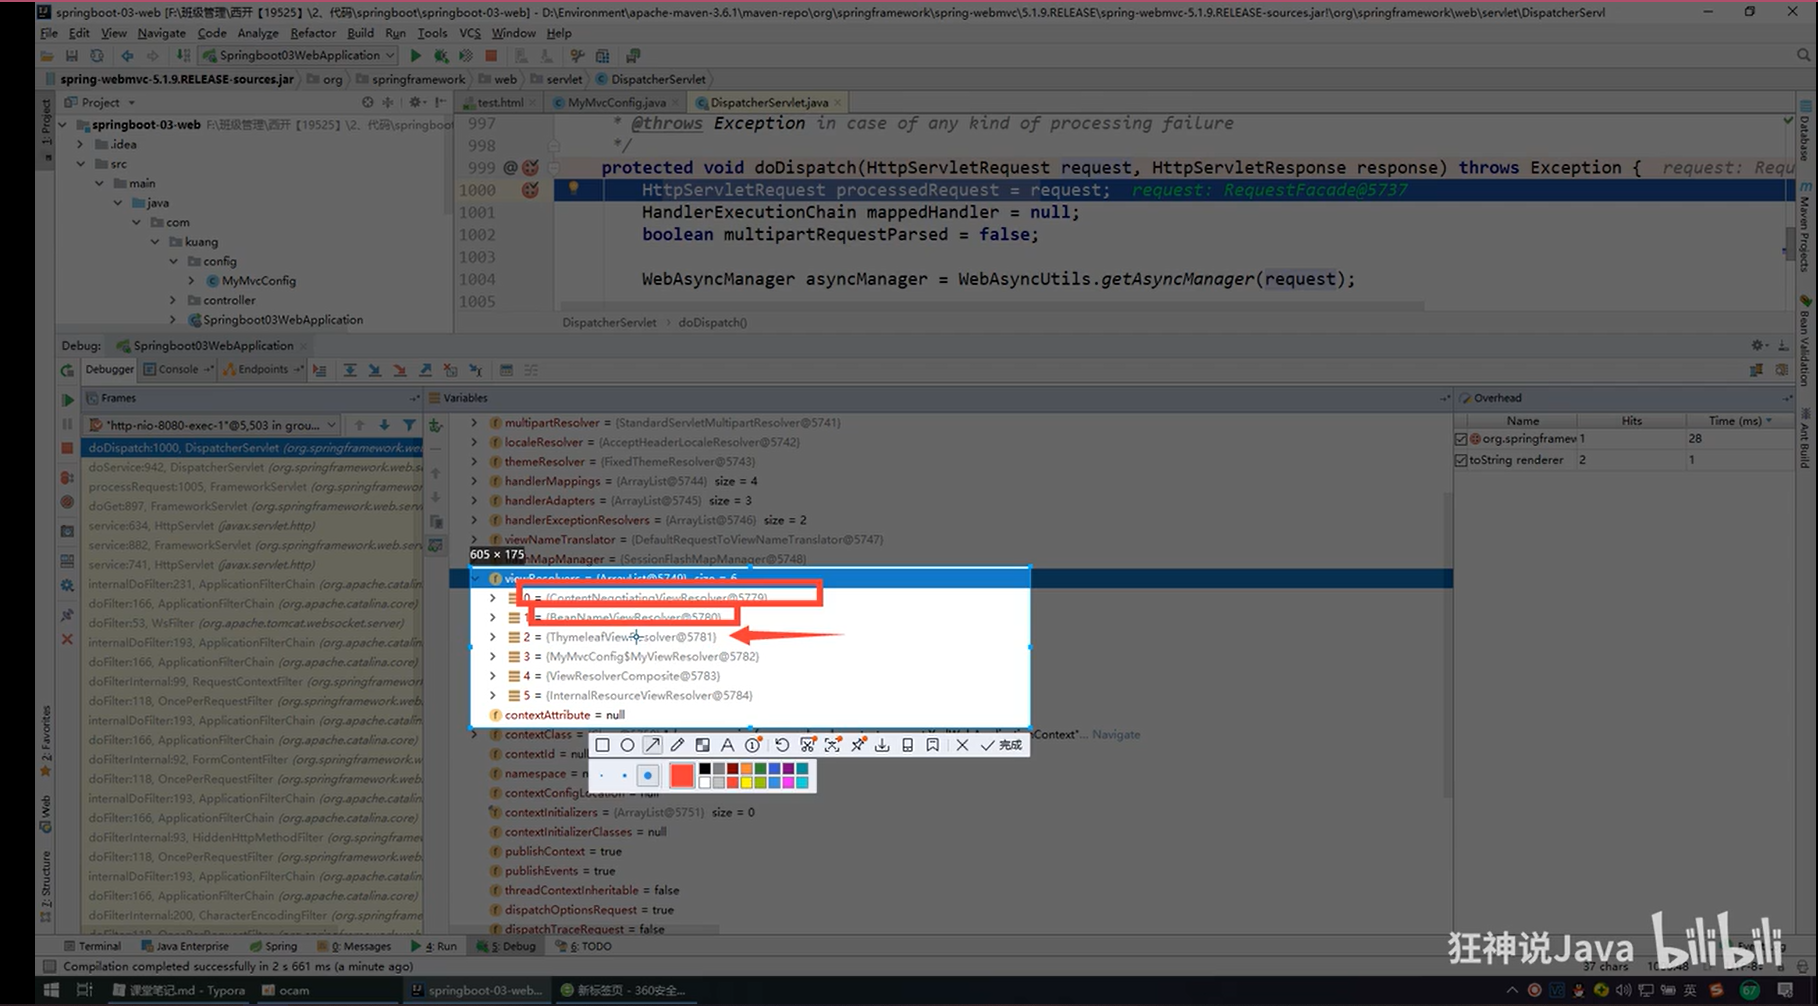 springboot-03-web [F:\班级管理\西开【19525】\2、代码\springboot\springboot-03-web] - D:\Environment\apache-maven-3.6.1\maven-repo\org\springframework\spring-webmvc\5.1.9.RELEASE\spring-webmvc-5.1.9.RELEASE-sources.jar!\org\springframework\web\servlet\DispatcherServl
File Edit View Navigate Code Analyze Refactor Build Run Tools VCS Window Help
Springboot03WebApplication
spring-webmvc-5.1.9.RELEASE-sources.jar org springframework web servlet DispatcherServlet
1: Project
Project
test.html MyMvcConfig.java DispatcherServlet.java
springboot-03-web F:\班级管理\西开【19525】\2、代码\springboot
.idea
src
main
java
com
kuang
config
MyMvcConfig
controller
Springboot03WebApplication
997 * @throws Exception in case of any kind of processing failure
998 */
999 @ protected void doDispatch(HttpServletRequest request, HttpServletResponse response) throws Exception { request: Requ
1000 HttpServletRequest processedRequest = request; request: RequestFacade@5737
1001 HandlerExecutionChain mappedHandler = null;
1002 boolean multipartRequestParsed = false;
1003
1004 WebAsyncManager asyncManager = WebAsyncUtils.getAsyncManager(request);
1005
DispatcherServlet doDispatch()
Database
Maven Projects
Bean Validation
Ant Build
Debug: Springboot03WebApplication
Debugger Console Endpoints
Frames
"http-nio-8080-exec-1"@5,503 in grou...
doDispatch:1000, DispatcherServlet (org.springframework.web.s
doService:942, DispatcherServlet (org.springframework.web.se
processRequest:1005, FrameworkServlet (org.springframework
doGet:897, FrameworkServlet (org.springframework.web.servl
service:634, HttpServlet (javax.servlet.http)
service:882, FrameworkServlet (org.springframework.web.serv
service:741, HttpServlet (javax.servlet.http)
internalDoFilter:231, ApplicationFilterChain (org.apache.catalin
doFilter:166, ApplicationFilterChain (org.apache.catalina.core)
doFilter:53, WsFilter (org.apache.tomcat.websocket.server)
internalDoFilter:193, ApplicationFilterChain (org.apache.catalin
doFilter:166, ApplicationFilterChain (org.apache.catalina.core)
doFilterInternal:99, RequestContextFilter (org.springframework
doFilter:118, OncePerRequestFilter (org.springframework.web.
internalDoFilter:193, ApplicationFilterChain (org.apache.catalin
doFilter:166, ApplicationFilterChain (org.apache.catalina.core)
doFilterInternal:92, FormContentFilter (org.springframework.w
doFilter:118, OncePerRequestFilter (org.springframework.web.
internalDoFilter:193, ApplicationFilterChain (org.apache.catalin
doFilter:166, ApplicationFilterChain (org.apache.catalina.core)
doFilterInternal:93, HiddenHttpMethodFilter (org.springframew
doFilter:118, OncePerRequestFilter (org.springframework.web
internalDoFilter:193, ApplicationFilterChain (org.apache.catalin
doFilter:166, ApplicationFilterChain (org.apache.catalina.core)
doFilterInternal:200, CharacterEncodingFilter (org.springframe
Variables
multipartResolver = {StandardServletMultipartResolver@5741}
localeResolver = {AcceptHeaderLocaleResolver@5742}
themeResolver = {FixedThemeResolver@5743}
handlerMappings = {ArrayList@5744} size = 4
handlerAdapters = {ArrayList@5745} size = 3
handlerExceptionResolvers = {ArrayList@5746} size = 2
viewNameTranslator = {DefaultRequestToViewNameTranslator@5747}
605 × 175
hMapManager = {SessionFlashMapManager@5748}
viewResolvers = {ArrayList@5749} size = 6
0 = {ContentNegotiatingViewResolver@5779}
1 = {BeanNameViewResolver@5780}
2 = {ThymeleafViewResolver@5781}
3 = {MyMvcConfig$MyViewResolver@5782}
4 = {ViewResolverComposite@5783}
5 = {InternalResourceViewResolver@5784}
contextAttribute = null
contextClass Navigate
contextId = null
namespace = n
完成
contextConfigLocation = null
contextInitializers = {ArrayList@5751} size = 0
contextInitializerClasses = null
publishContext = true
publishEvents = true
threadContextInheritable = false
dispatchOptionsRequest = true
dispatchTraceRequest = false
Overhead
Name Hits Time (ms)
org.springframew 1 28
toString renderer 2 1
2: Favorites
Web
7: Structure
Terminal Java Enterprise Spring 0: Messages 4: Run 5: Debug 6: TODO
Compilation completed successfully in 2 s 661 ms (a minute ago)
37 chars
狂神说Java bilibili
课堂笔记.md - Typora ocam springboot-03-web... 新标签页 - 360安全...
英 67